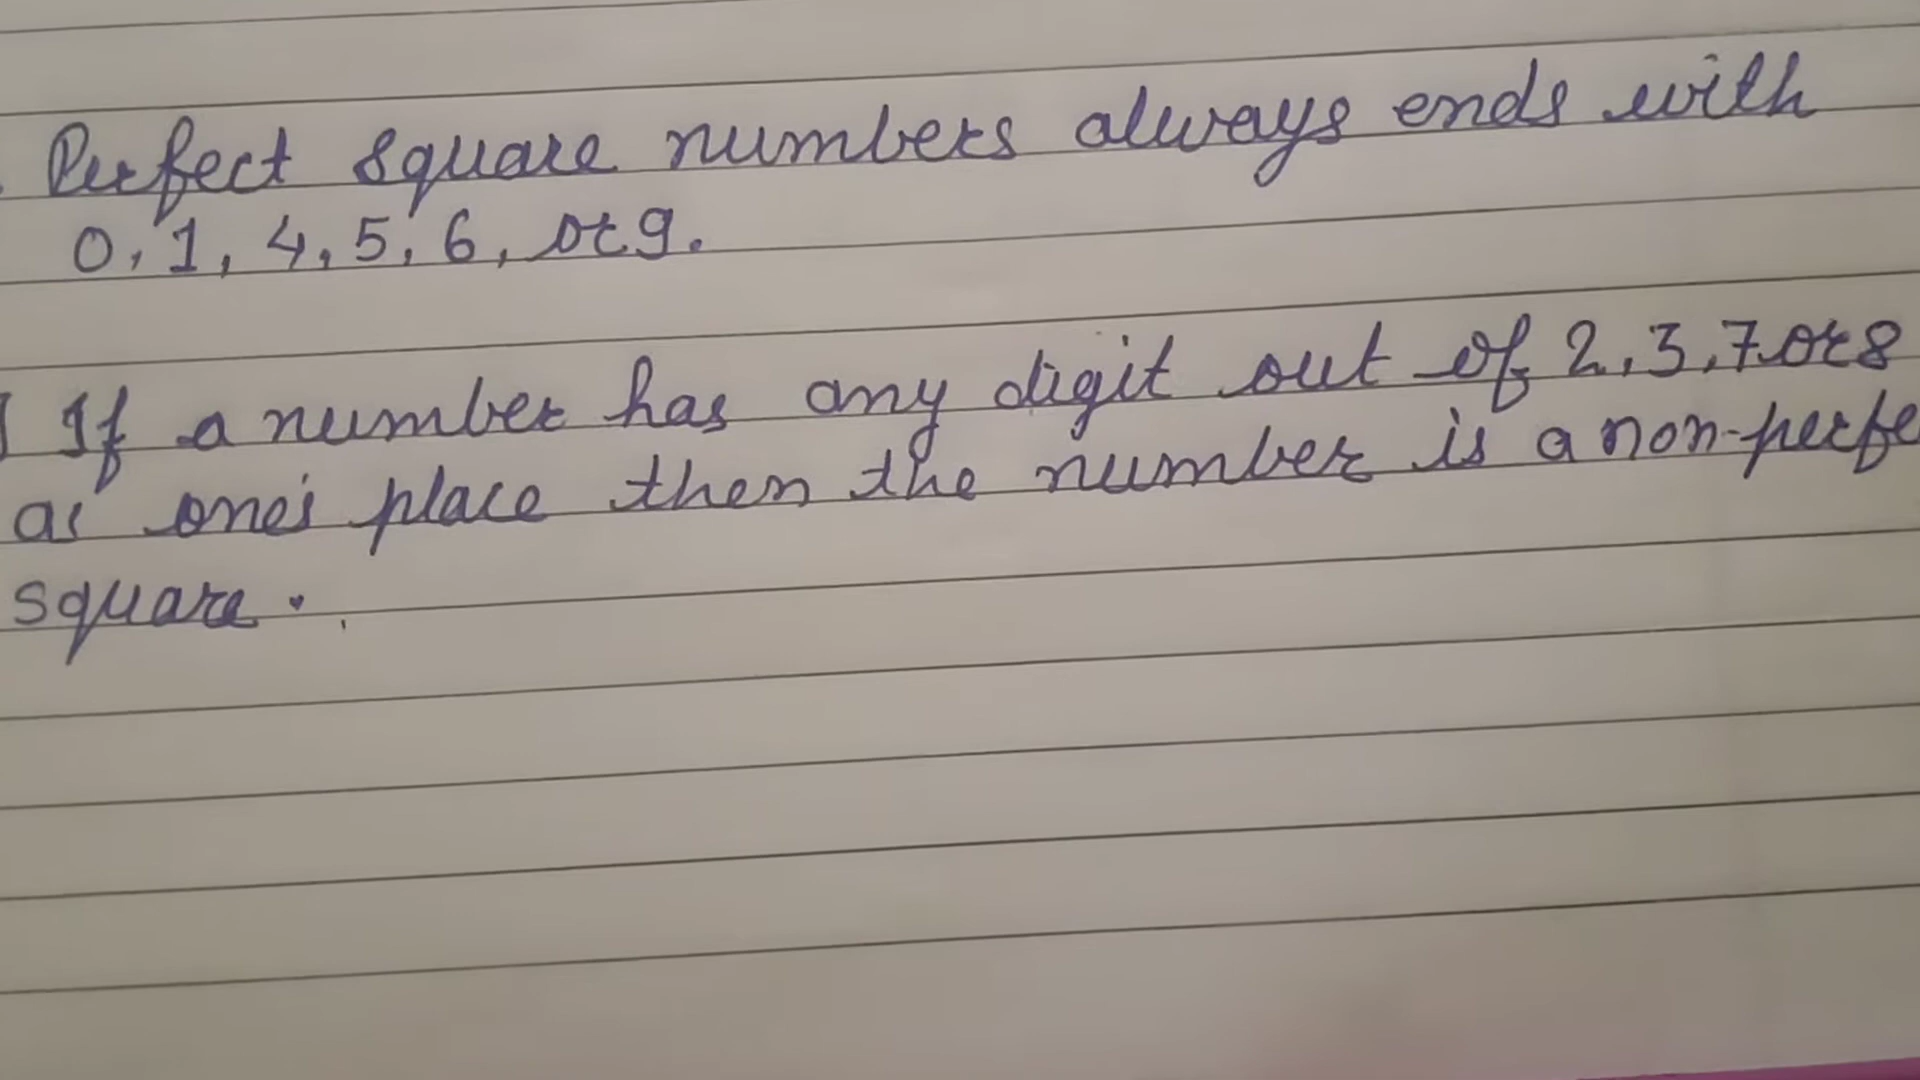 Perfect square numbers always ends with
0, 1, 4, 5, 6, or 9.
If a number has any digit out of 2, 3, 7 or 8
as one's place then the number is a non-perfe
square.